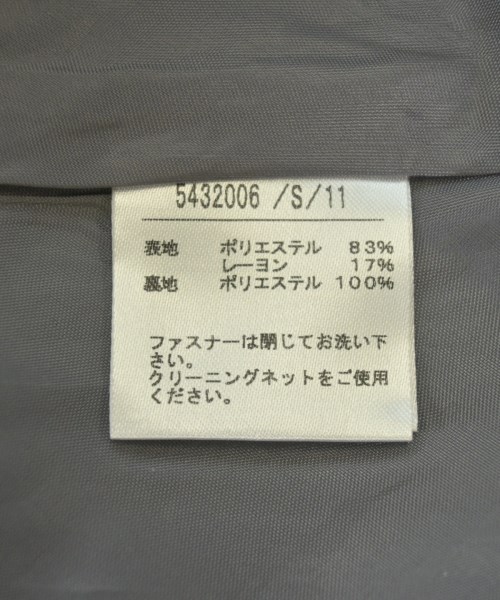 5432006 /S/11
表地 ポリエステル 83%
レーヨン 17%
裏地 ポリエステル 100%
ファスナーは閉じてお洗い下
さい。
クリーニングネットをご使用
ください。